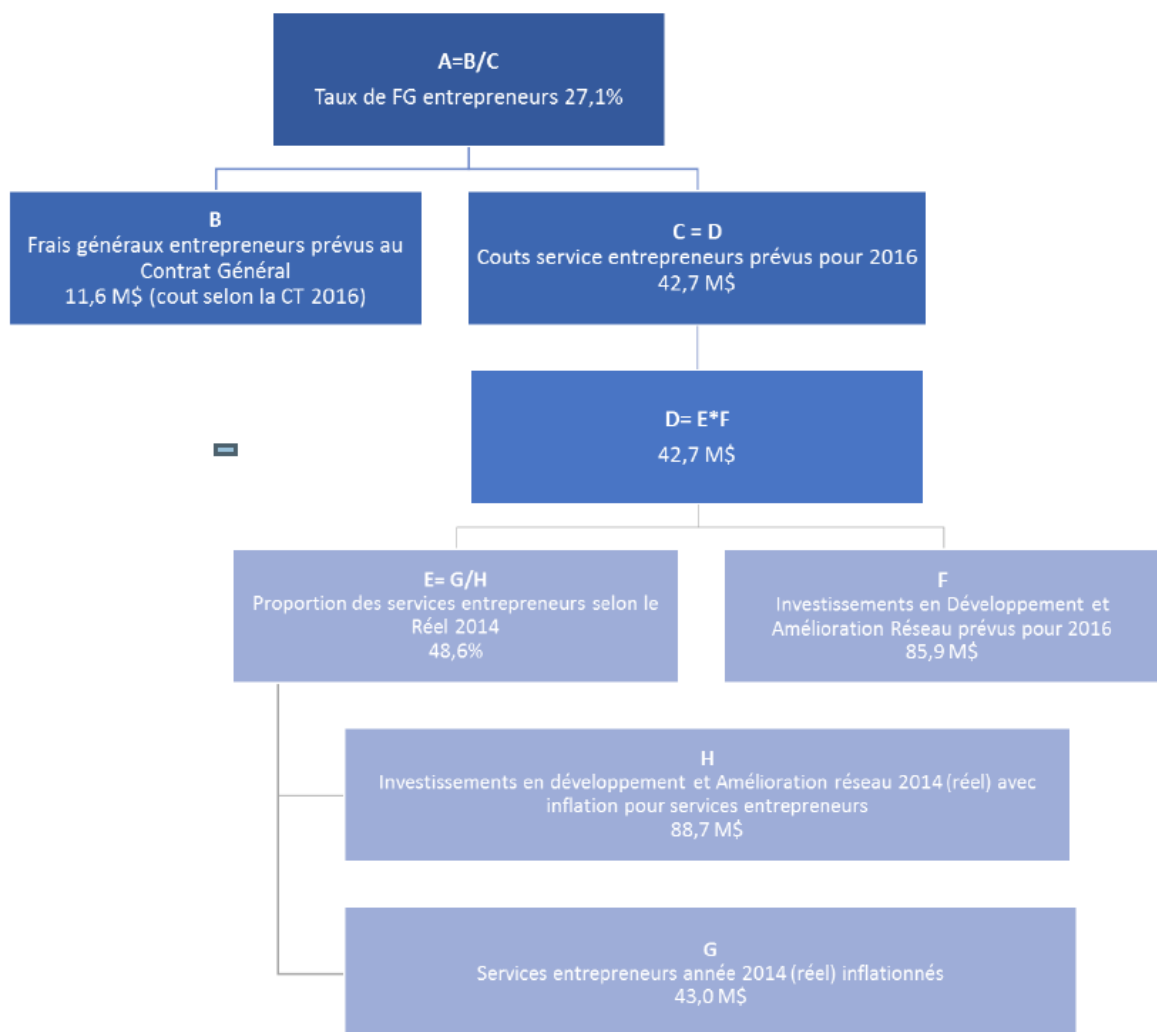 A=B/C
Taux de FG entrepreneurs 27,1%
B
Frais généraux entrepreneurs prévus au
Contrat Général
11,6 M$ (cout selon la CT 2016)
C = D
Couts service entrepreneurs prévus pour 2016
42,7 M$
D= E*F
42,7 M$
E= G/H
Proportion des services entrepreneurs selon le
Réel 2014
48,6%
F
Investissements en Développement et
Amélioration Réseau prévus pour 2016
85,9 M$
H
Investissements en développement et Amélioration réseau 2014 (réel) avec
inflation pour services entrepreneurs
88,7 M$
G
Services entrepreneurs année 2014 (réel) inflationnés
43,0 M$